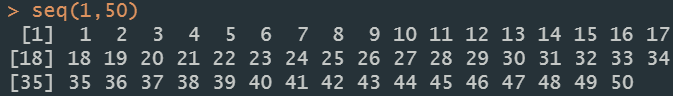 > seq(1,50)
[1] 1 2 3 4 5 6 7 8 9 10 11 12 13 14 15 16 17
[18] 18 19 20 21 22 23 24 25 26 27 28 29 30 31 32 33 34
[35] 35 36 37 38 39 40 41 42 43 44 45 46 47 48 49 50